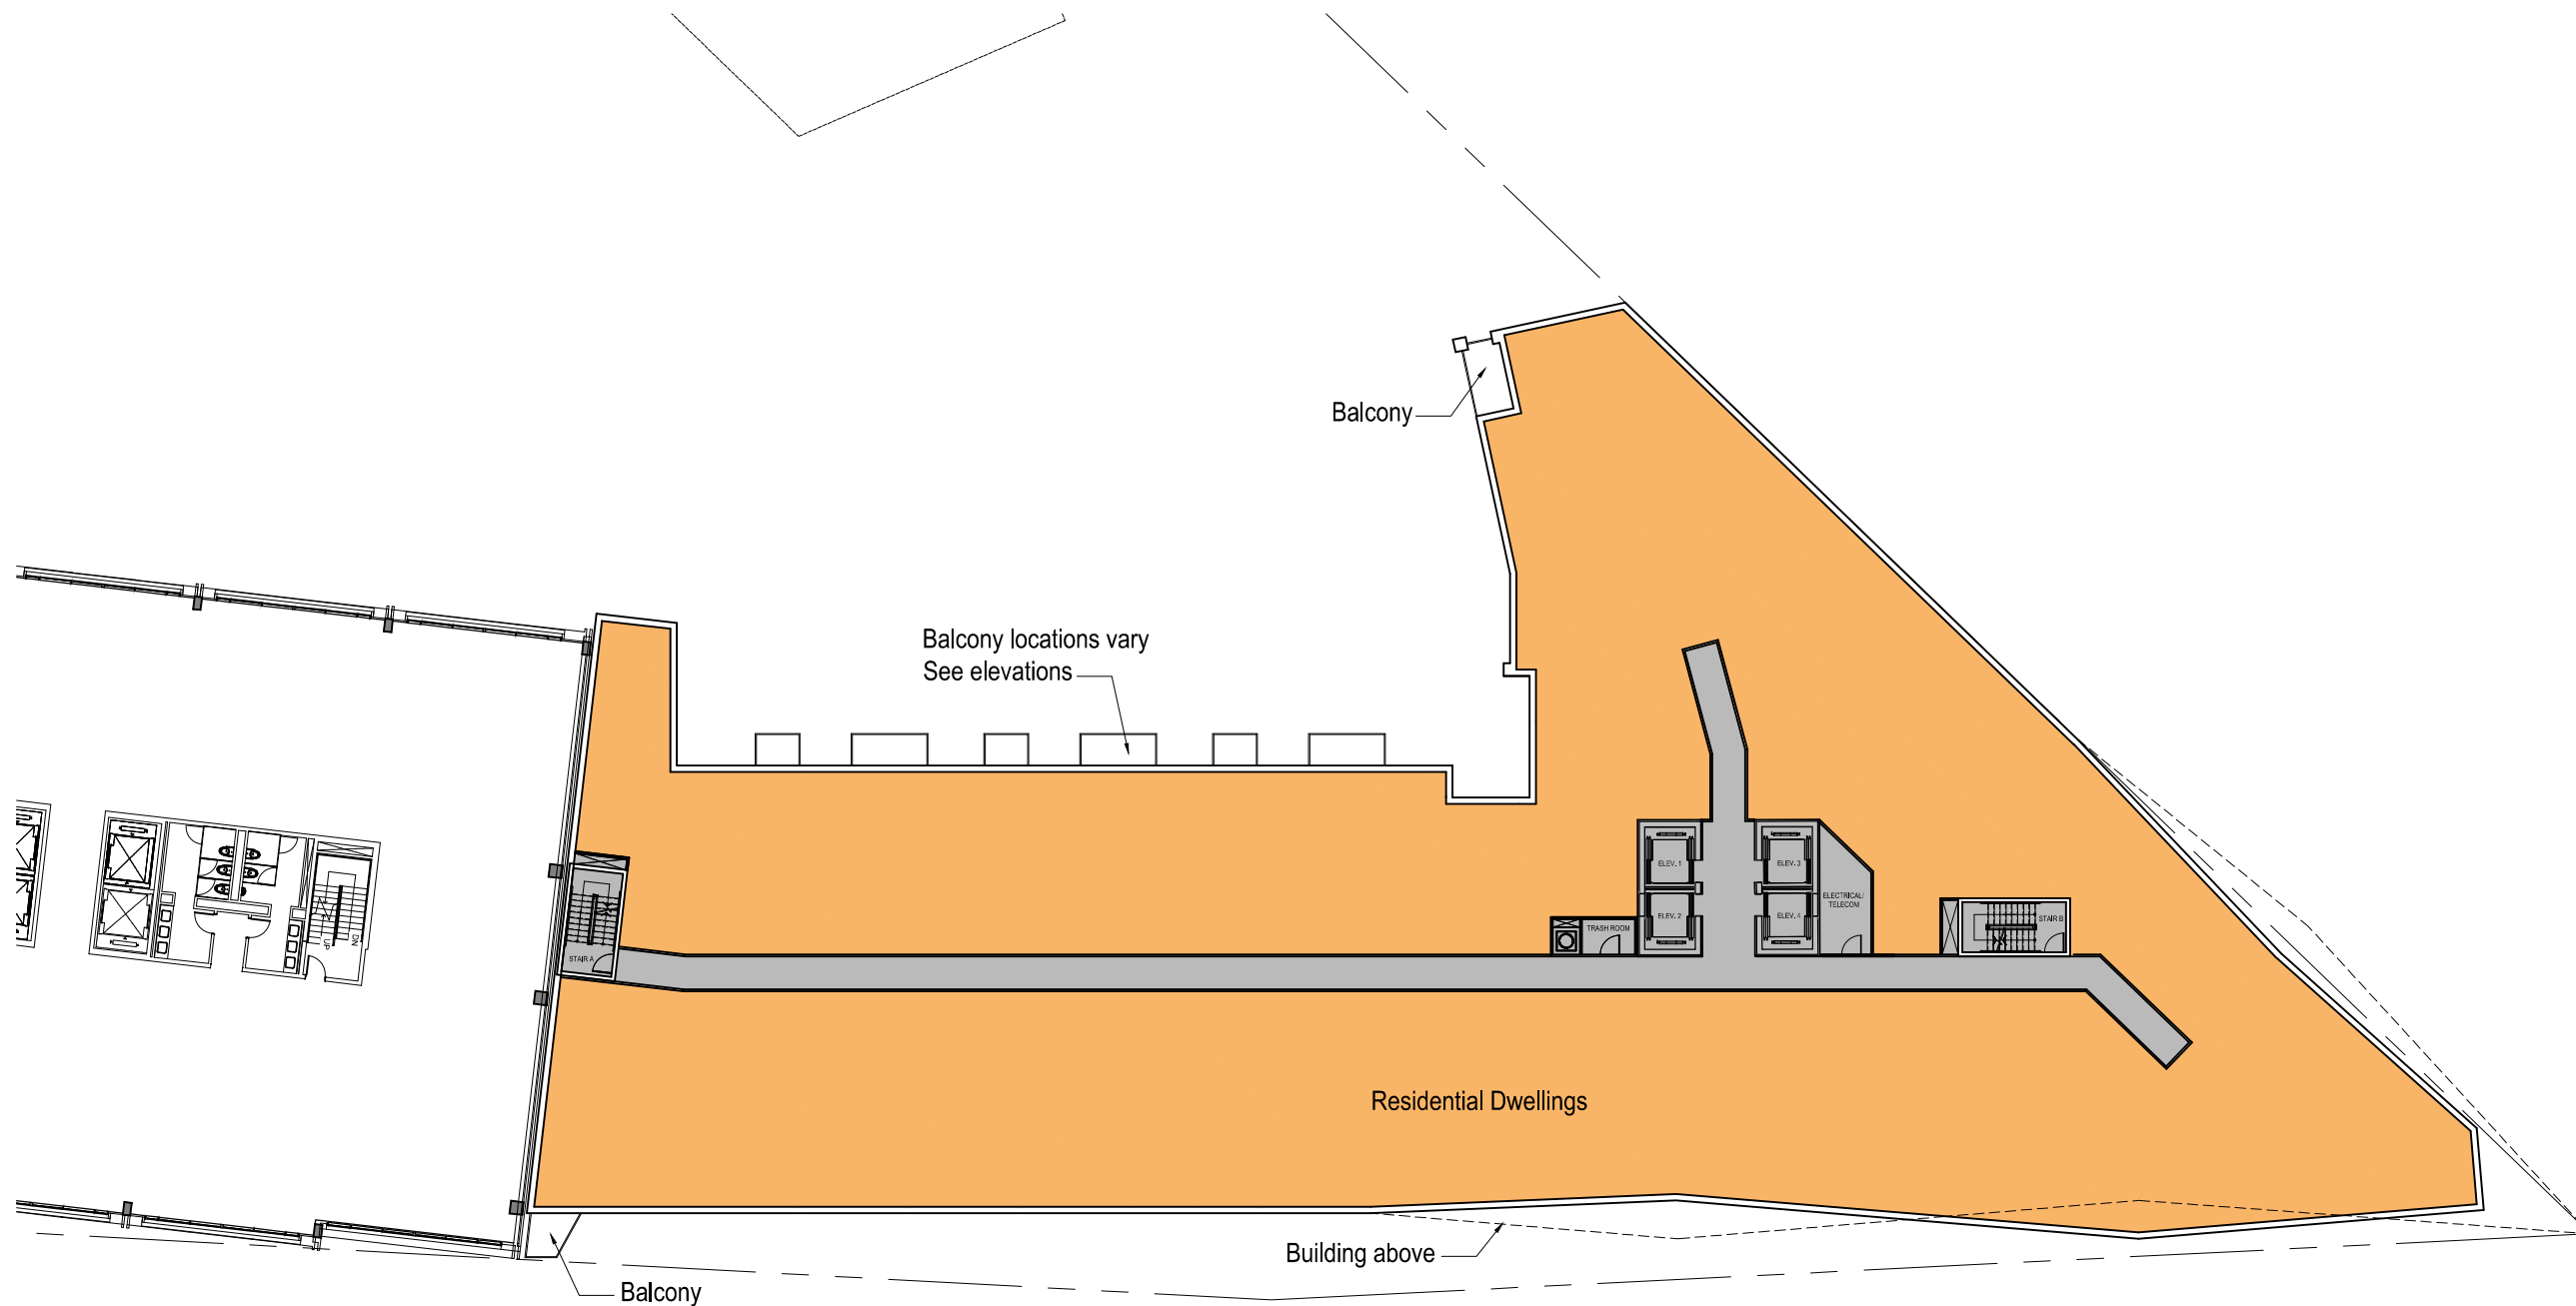 Balcony
Balcony locations vary
See elevations
ELEV. 1
ELEV. 3
ELECTRICAL/
TELECOM
ELEV. 2
ELEV. 4
TRASH ROOM
STAIR B
STAIR A
DN
UP
Residential Dwellings
Building above
Balcony